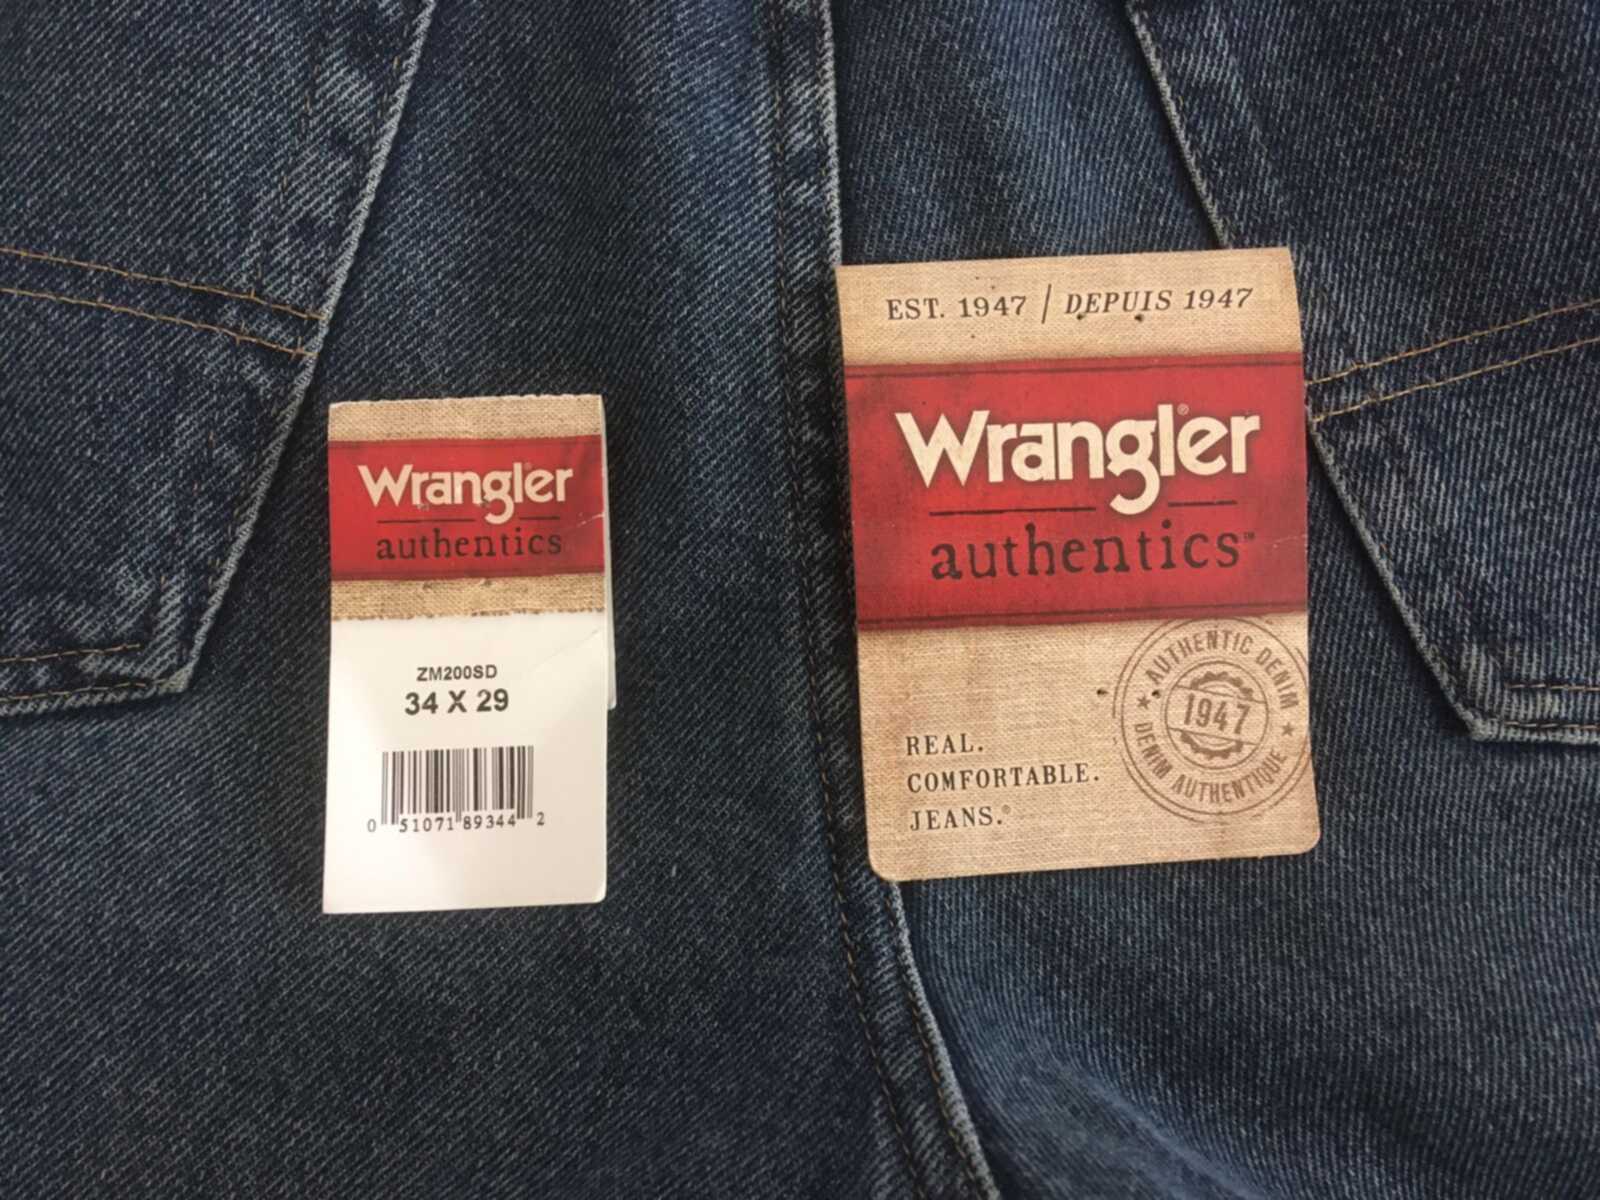 Wrangler®
authentics
ZM200SD
34 X 29
0 51071 89344 2
EST. 1947 / DEPUIS 1947
Wrangler®
authentics™
REAL.
COMFORTABLE.
JEANS.®
AUTHENTIC DENIM
1947
DENIM AUTHENTIQUE